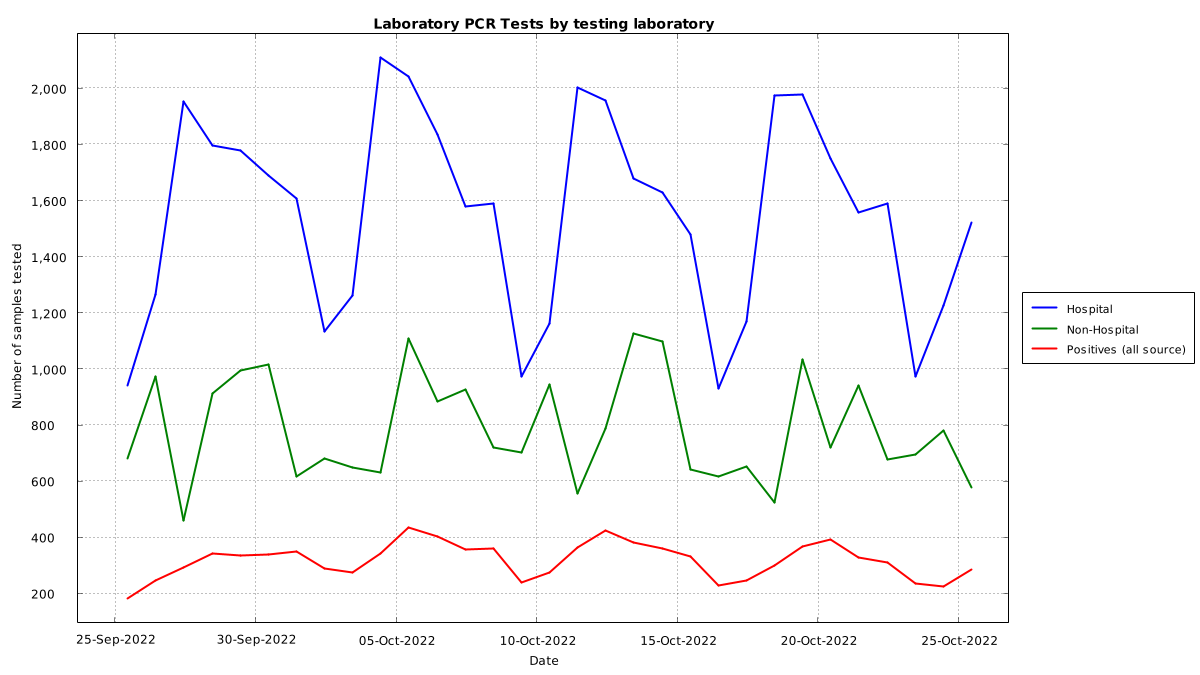 Laboratory PCR Tests by testing laboratory
Number of samples tested
2,000
1,800
1,600
1,400
1,200
1,000
800
600
400
200
25-Sep-2022 30-Sep-2022 05-Oct-2022 10-Oct-2022 15-Oct-2022 20-Oct-2022 25-Oct-2022
Date
Hospital
Non-Hospital
Positives (all source)